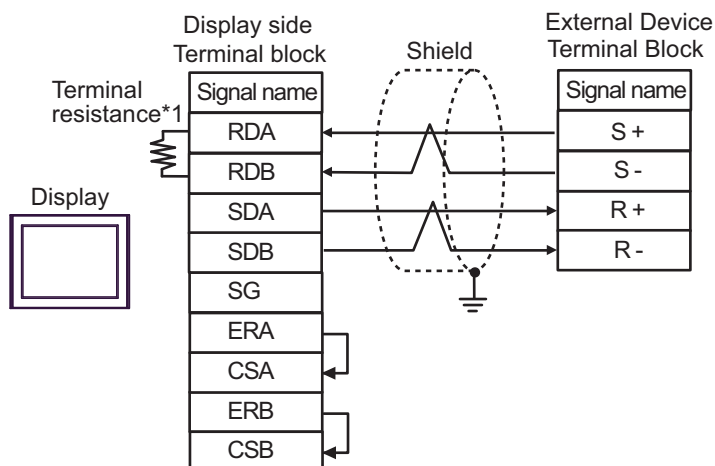 Display side
Terminal block
Shield
External Device
Terminal Block
Terminal
resistance*1
Display
Signal name
RDA
RDB
SDA
SDB
SG
ERA
CSA
ERB
CSB
Signal name
S +
S -
R +
R -